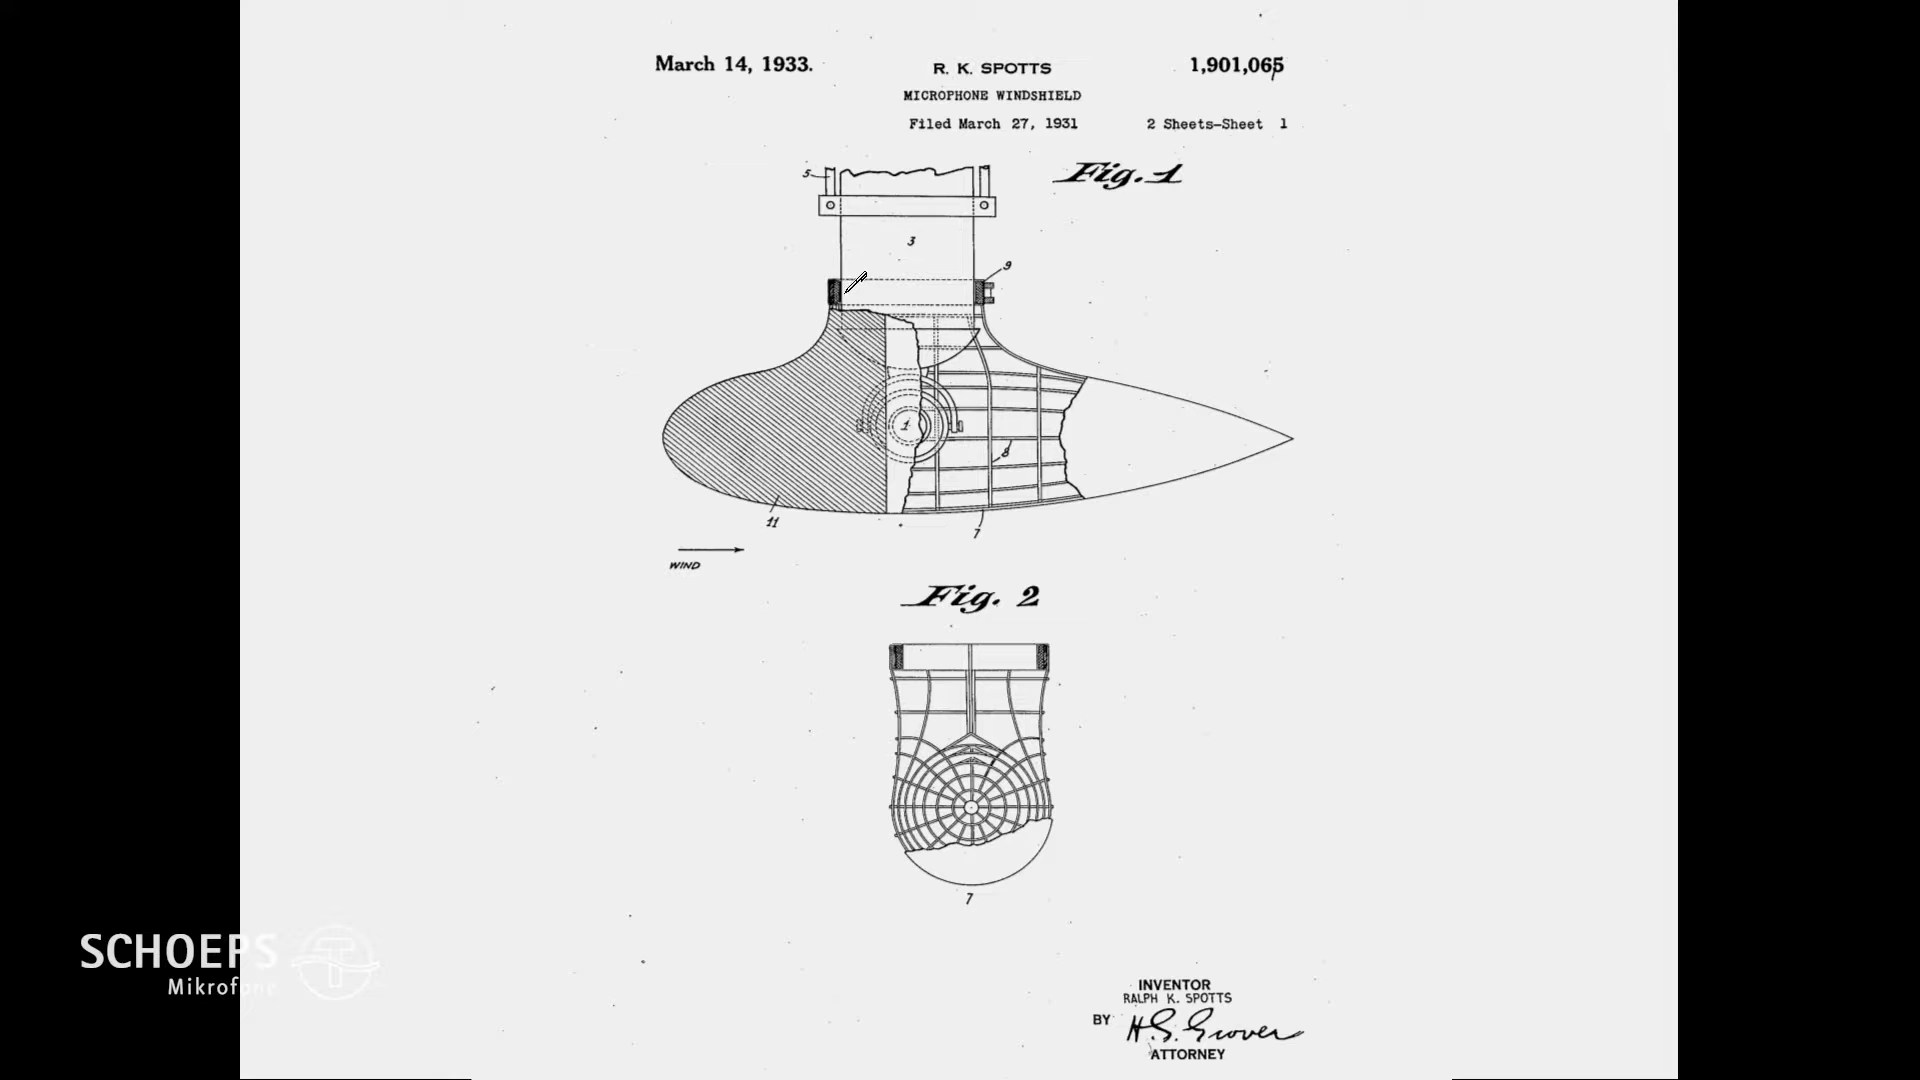 March 14, 1933.
R. K. SPOTTS
1,901,065
MICROPHONE WINDSHIELD
Filed March 27, 1931
2 Sheets-Sheet 1
Fig. 1
5
3
9
1
8
11
7
WIND
Fig. 2
7
SCHOEPS
Mikrofone
INVENTOR
RALPH K. SPOTTS
BY H. S. Grover
ATTORNEY